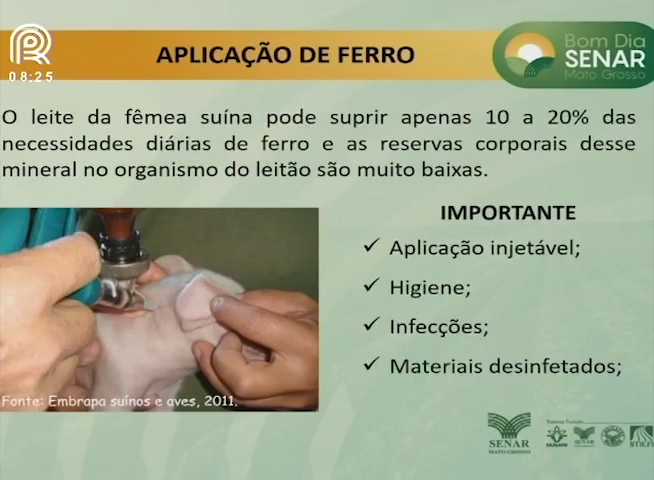 08:25
APLICAÇÃO DE FERRO
Bom Dia
SENAR
Mato Grosso
O leite da fêmea suína pode suprir apenas 10 a 20% das
necessidades diárias de ferro e as reservas corporais desse
mineral no organismo do leitão são muito baixas.
IMPORTANTE
✓ Aplicação injetável;
✓ Higiene;
✓ Infecções;
✓ Materiais desinfetados;
Fonte: Embrapa suínos e aves, 2011.
SENAR
MATO GROSSO